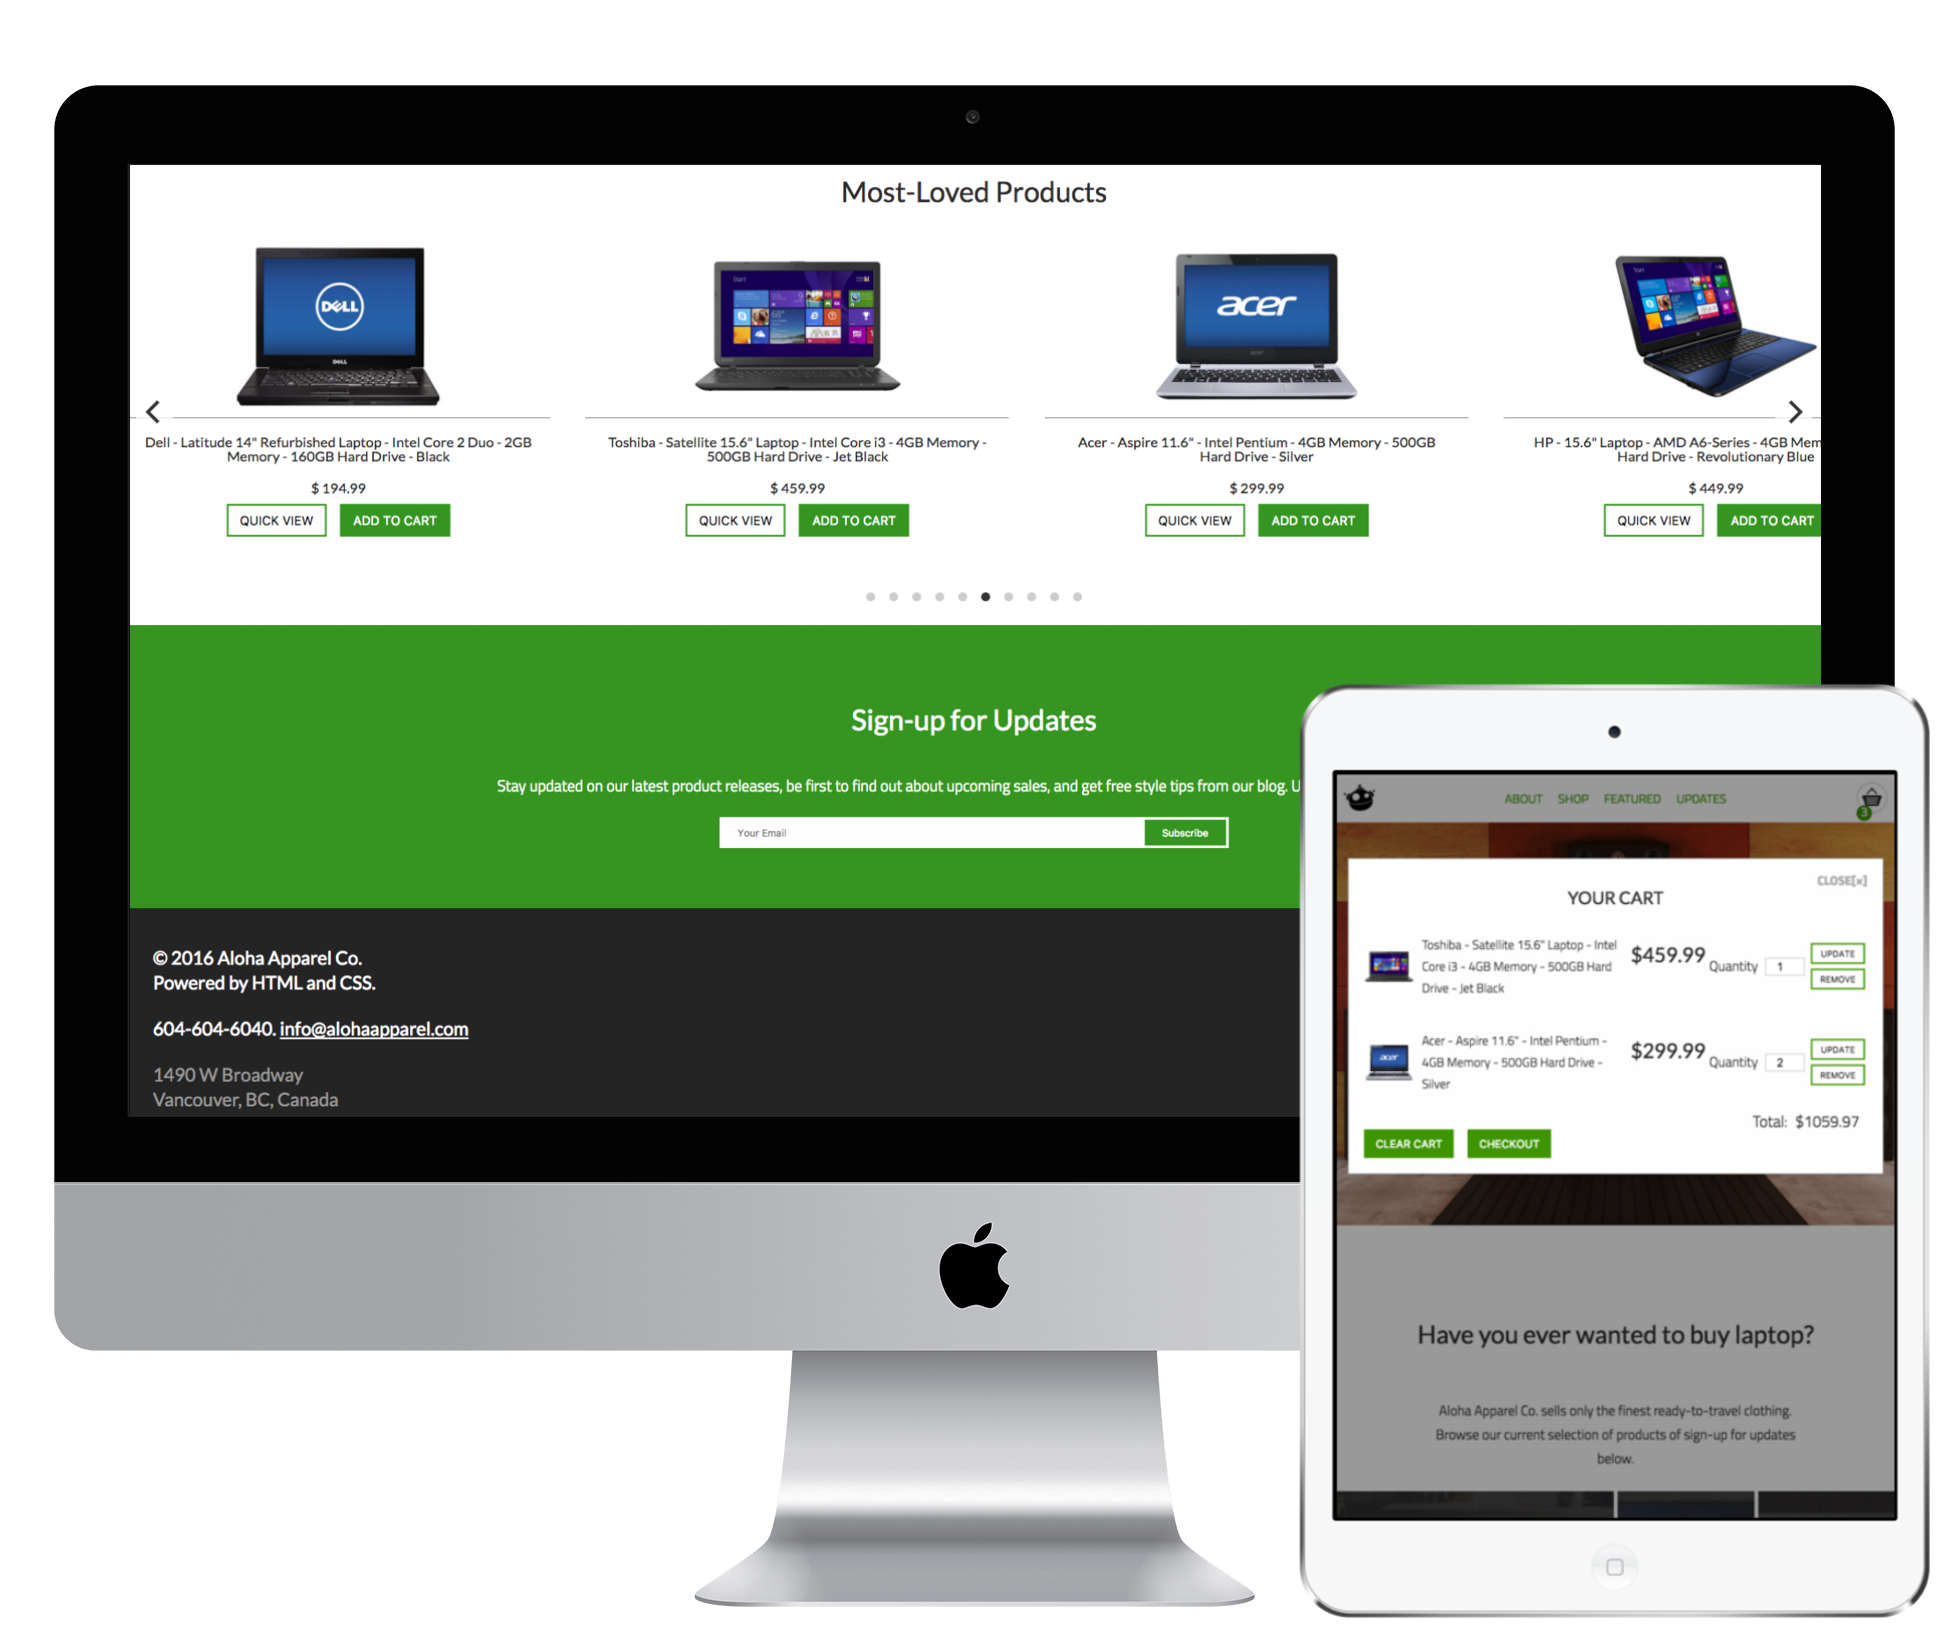 Most-Loved Products
DELL
DELL
Start
acer
acer
Start
Dell - Latitude 14" Refurbished Laptop - Intel Core 2 Duo - 2GB
Memory - 160GB Hard Drive - Black
$ 194.99
QUICK VIEW
ADD TO CART
Toshiba - Satellite 15.6" Laptop - Intel Core i3 - 4GB Memory -
500GB Hard Drive - Jet Black
$ 459.99
QUICK VIEW
ADD TO CART
Acer - Aspire 11.6" - Intel Pentium - 4GB Memory - 500GB
Hard Drive - Silver
$ 299.99
QUICK VIEW
ADD TO CART
HP - 15.6" Laptop - AMD A6-Series - 4GB Mem
Hard Drive - Revolutionary Blue
$ 449.99
QUICK VIEW
ADD TO CART
Sign-up for Updates
Stay updated on our latest product releases, be first to find out about upcoming sales, and get free style tips from our blog. U
Your Email
Subscribe
© 2016 Aloha Apparel Co.
Powered by HTML and CSS.
604-604-6040. info@alohaapparel.com
1490 W Broadway
Vancouver, BC, Canada
ABOUT SHOP FEATURED UPDATES
3
CLOSE[×]
YOUR CART
Toshiba - Satellite 15.6" Laptop - Intel
Core i3 - 4GB Memory - 500GB Hard
Drive - Jet Black
$459.99
Quantity 1
UPDATE
REMOVE
acer
Acer - Aspire 11.6" - Intel Pentium -
4GB Memory - 500GB Hard Drive -
Silver
$299.99
Quantity 2
UPDATE
REMOVE
Total: $1059.97
CLEAR CART
CHECKOUT
Have you ever wanted to buy laptop?
Aloha Apparel Co. sells only the finest ready-to-travel clothing.
Browse our current selection of products of sign-up for updates
below.